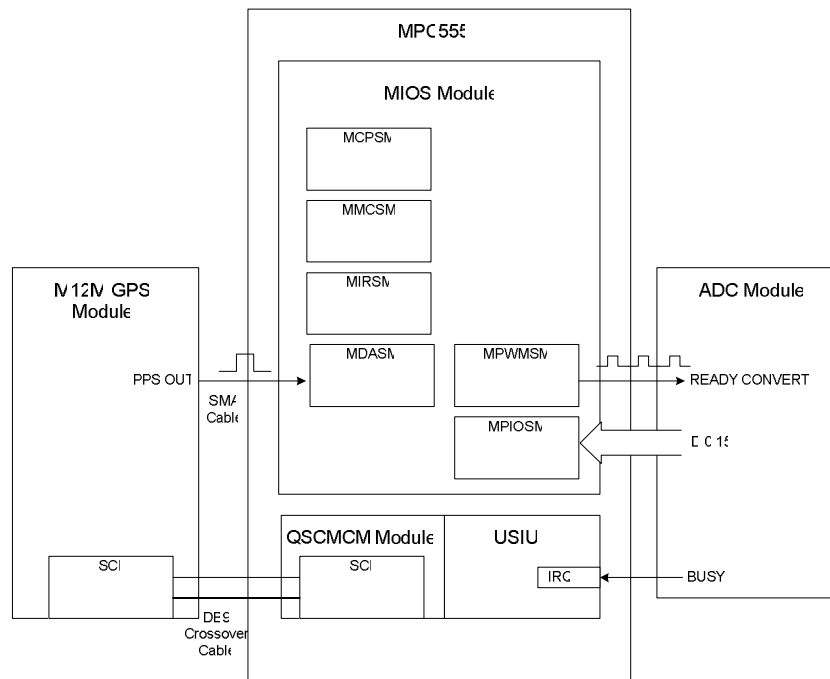 MPC555
MIOS Module
MCPSM
MMCSM
MIRSM
MDASM
MPWMSM
MPIOSM
M12M GPS
Module
PPS OUT
SMA
Cable
ADC Module
READY CONVERT
BUSY
QSCMCM Module
USIU
SCI
SCI
IRQ
Crossover
Cable